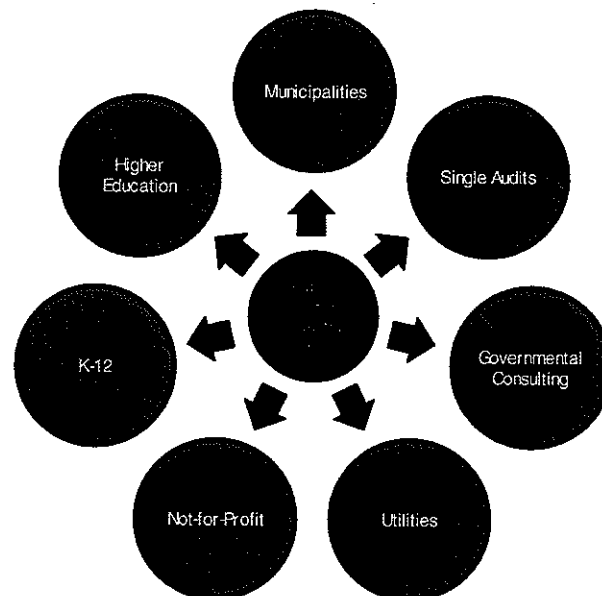 Municipalities
Single Audits
Governmental
Consulting
Utilities
Not-for-Profit
K-12
Higher
Education